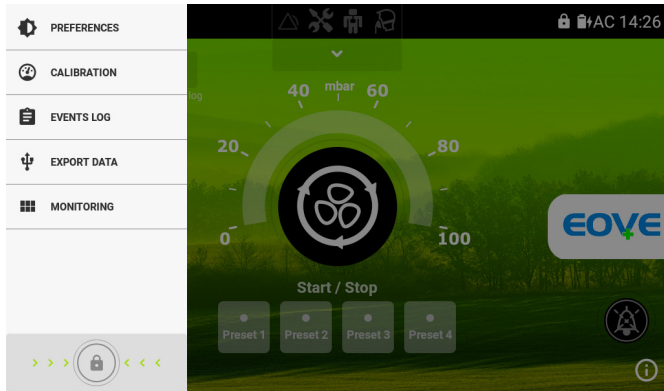 PREFERENCES
CALIBRATION
EVENTS LOG
EXPORT DATA
MONITORING
AC 14:26
log
mbar
40 60
20 80
0 100
EOVE
Start / Stop
Preset 1 Preset 2 Preset 3 Preset 4